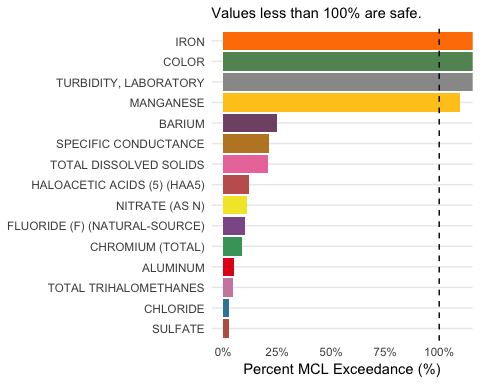 Values less than 100% are safe.
IRON
COLOR
TURBIDITY, LABORATORY
MANGANESE
BARIUM
SPECIFIC CONDUCTANCE
TOTAL DISSOLVED SOLIDS
HALOACETIC ACIDS (5) (HAA5)
NITRATE (AS N)
FLUORIDE (F) (NATURAL-SOURCE)
CHROMIUM (TOTAL)
ALUMINUM
TOTAL TRIHALOMETHANES
CHLORIDE
SULFATE
0% 25% 50% 75% 100%
Percent MCL Exceedance (%)